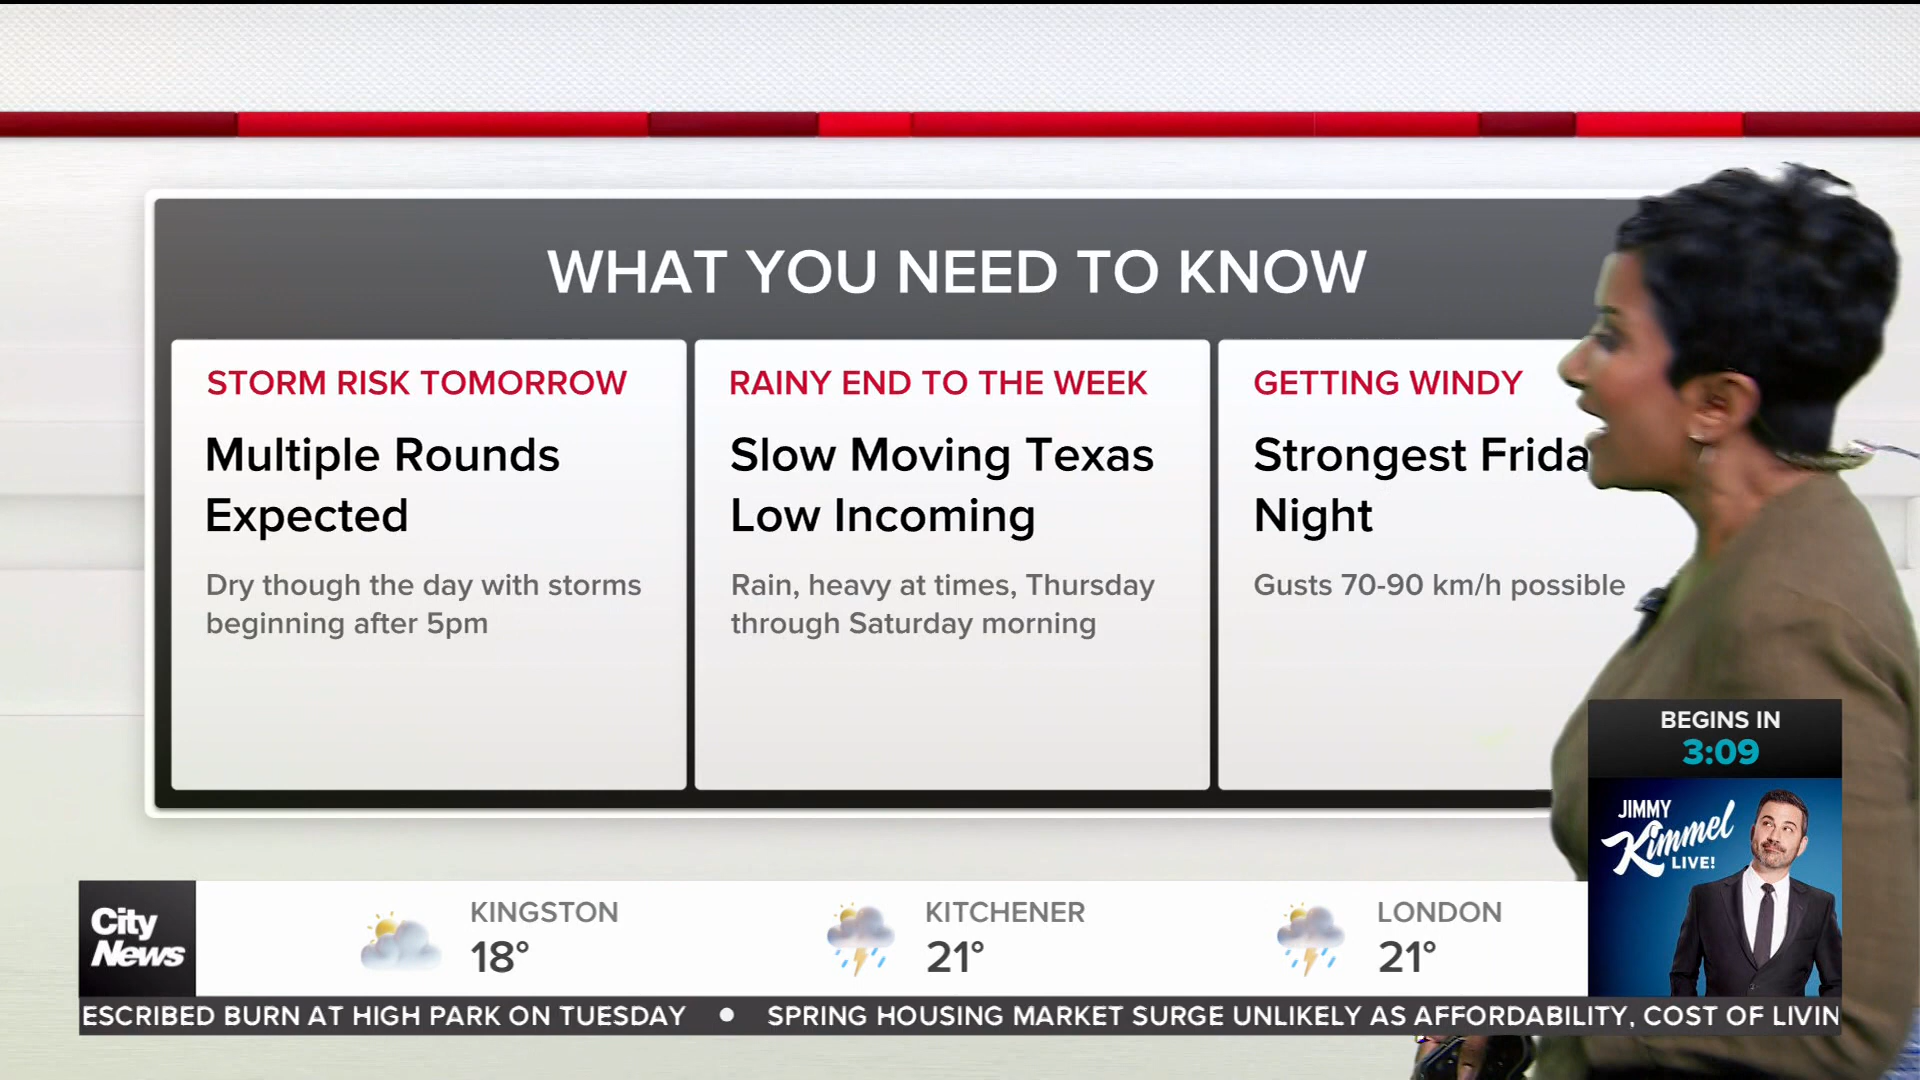 WHAT YOU NEED TO KNOW
STORM RISK TOMORROW
Multiple Rounds
Expected
Dry though the day with storms
beginning after 5pm
RAINY END TO THE WEEK
Slow Moving Texas
Low Incoming
Rain, heavy at times, Thursday
through Saturday morning
GETTING WINDY
Strongest Frida
Night
Gusts 70-90 km/h possible
BEGINS IN
3:09
JIMMY
Kimmel
LIVE!
City
News
KINGSTON
18°
KITCHENER
21°
LONDON
21°
ESCRIBED BURN AT HIGH PARK ON TUESDAY • SPRING HOUSING MARKET SURGE UNLIKELY AS AFFORDABILITY, COST OF LIVIN